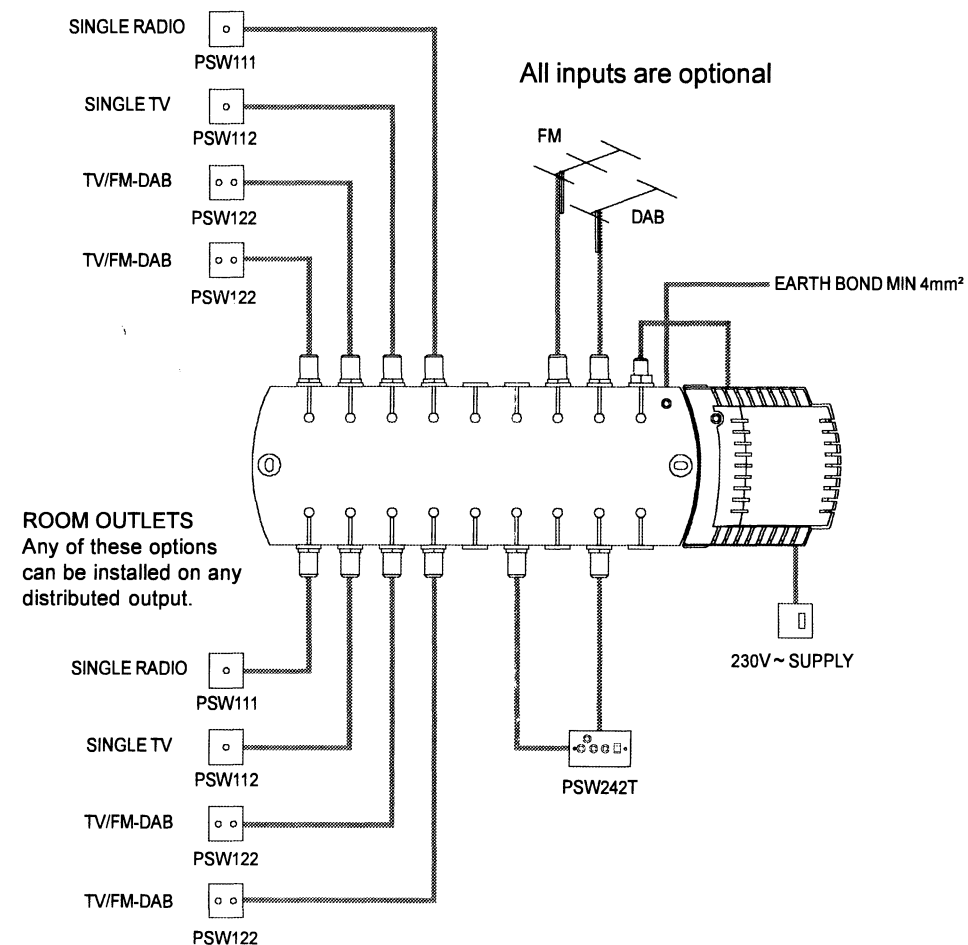 SINGLE RADIO
PSW111
All inputs are optional
SINGLE TV
PSW112
FM
TV/FM-DAB
PSW122
DAB
TV/FM-DAB
PSW122
EARTH BOND MIN 4mm²
ROOM OUTLETS
Any of these options
can be installed on any
distributed output.
230V ~ SUPPLY
SINGLE RADIO
PSW111
SINGLE TV
PSW112
PSW242T
TV/FM-DAB
PSW122
TV/FM-DAB
PSW122